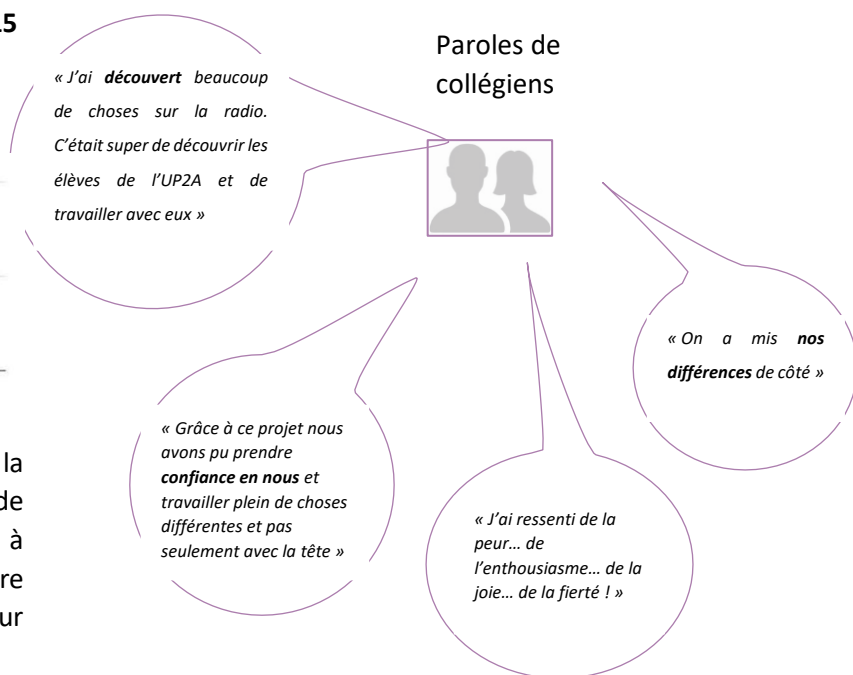 15
Paroles de
collégiens
« J’ai découvert beaucoup
de choses sur la radio.
C’était super de découvrir les
élèves de l’UP2A et de
travailler avec eux »
« On a mis nos
différences de côté »
« Grâce à ce projet nous
avons pu prendre
confiance en nous et
travailler plein de choses
différentes et pas
seulement avec la tête »
« J’ai ressenti de la
peur… de
l’enthousiasme… de la
joie… de la fierté ! »
la
de
à